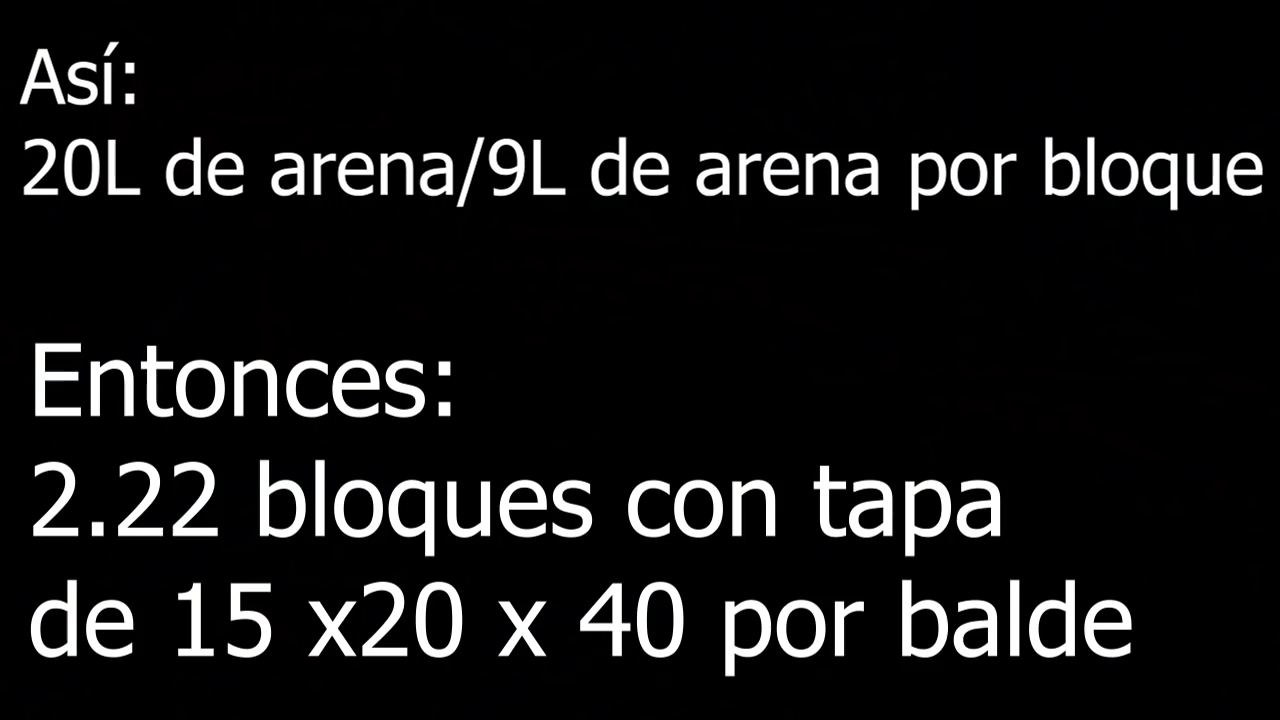 Así:
20L de arena/9L de arena por bloque
Entonces:
2.22 bloques con tapa
de 15 x20 x 40 por balde